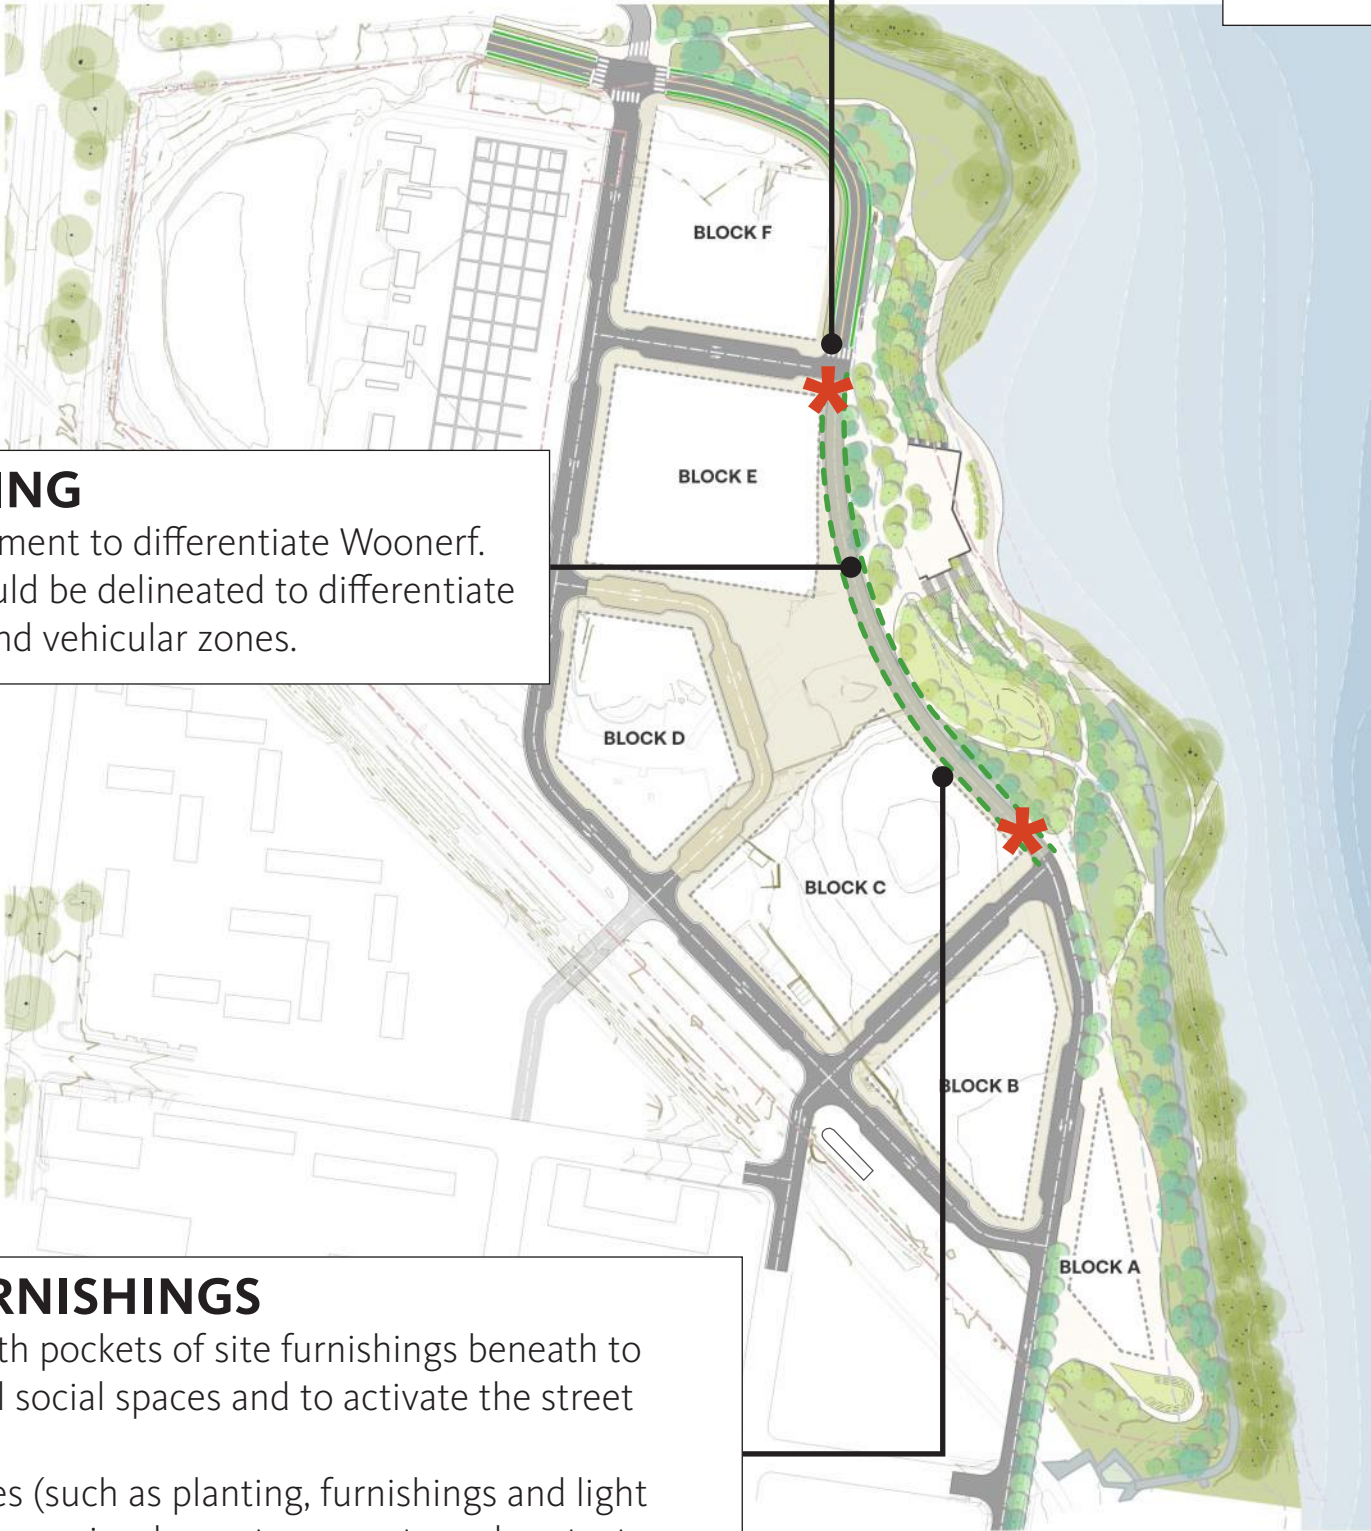 BLOCK F
BLOCK E
ING
ment to differentiate Woonerf.
uld be delineated to differentiate
nd vehicular zones.
BLOCK D
BLOCK C
BLOCK B
BLOCK A
RNISHINGS
th pockets of site furnishings beneath to
l social spaces and to activate the street
es (such as planting, furnishings and light